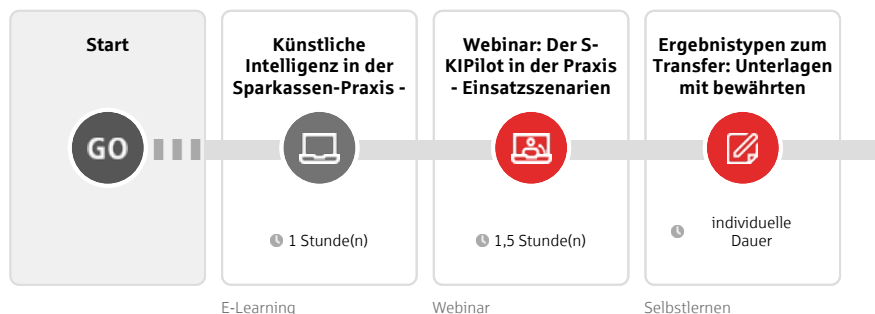 Start
GO
Künstliche
Intelligenz in der
Sparkassen-Praxis -
1 Stunde(n)
E-Learning
Webinar: Der S-
KIPilot in der Praxis
- Einsatzszenarien
1,5 Stunde(n)
Webinar
Ergebnistypen zum
Transfer: Unterlagen
mit bewährten
individuelle
Dauer
Selbstlernen